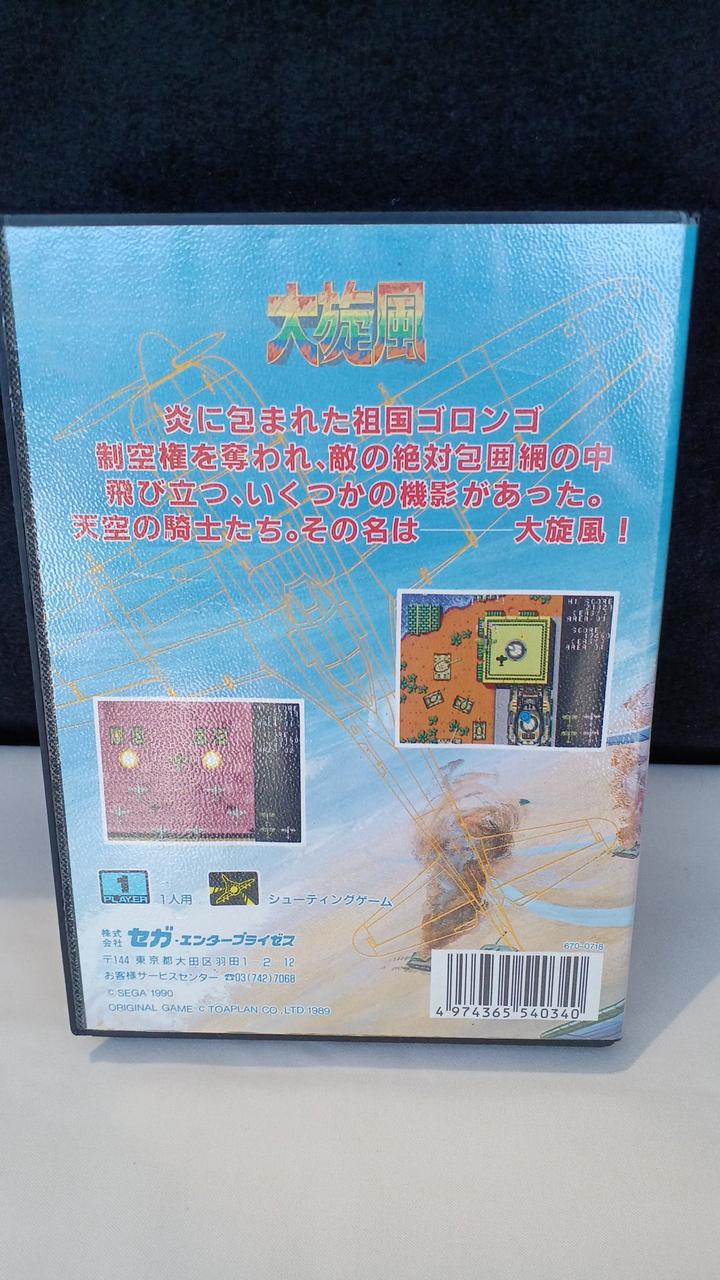 大旋風
炎に包まれた祖国ゴロンゴ
制空権を奪われ、敵の絶対包囲網の中
飛び立つ、いくつかの機影があった。
天空の騎士たち。その名は――大旋風！
HI SCORE
SCORE
1
PLAYER
1人用
シューティングゲーム
株式会社 セガ・エンタープライゼス
〒144 東京都大田区羽田1-2-12
お客様サービスセンター ☎03(742)7068
© SEGA 1990
ORIGINAL GAME © TOAPLAN CO., LTD. 1989
670-0718
4 974365 540340